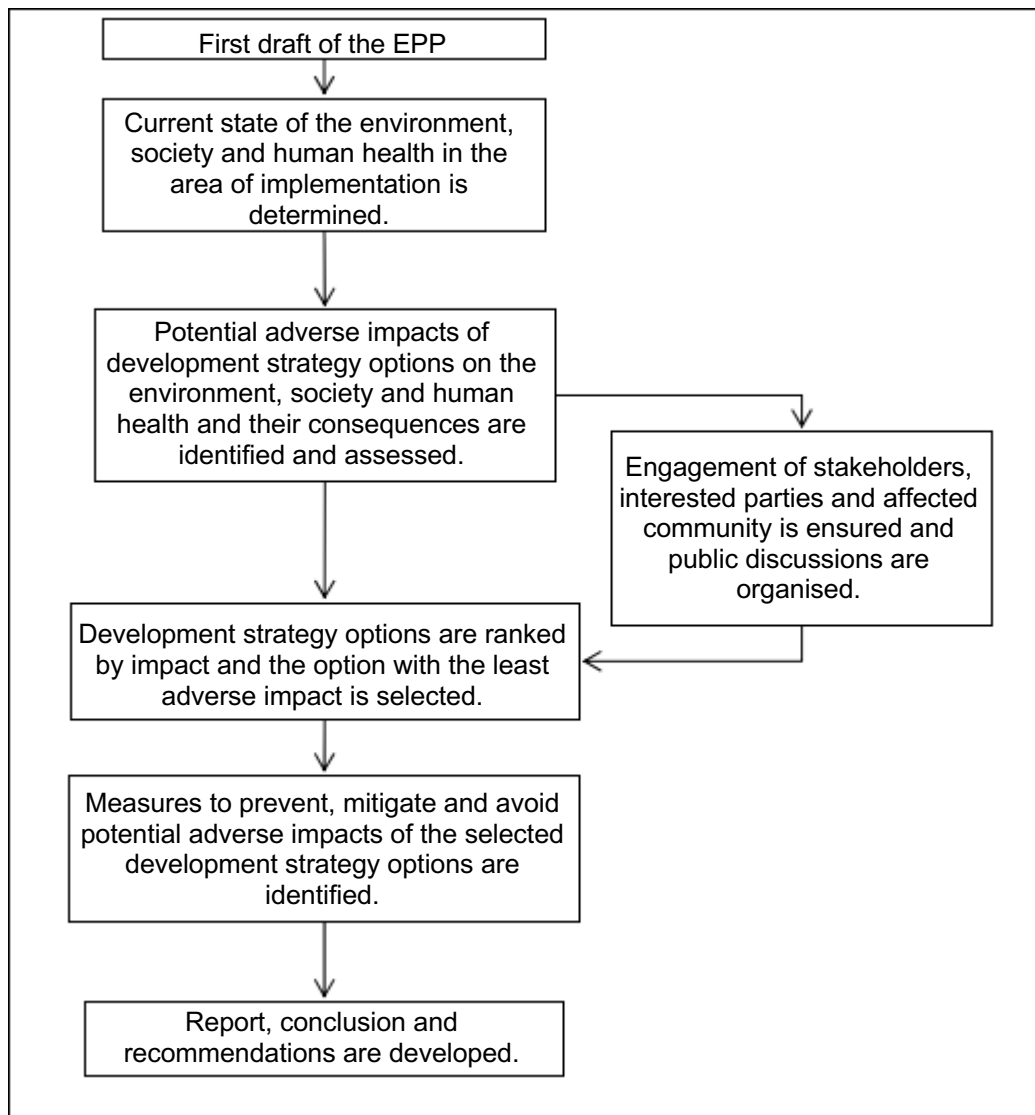 First draft of the EPP
Current state of the environment,
society and human health in the
area of implementation is
determined.
Potential adverse impacts of
development strategy options on the
environment, society and human
health and their consequences are
identified and assessed.
Engagement of stakeholders,
interested parties and affected
community is ensured and
public discussions are
organised.
Development strategy options are ranked
by impact and the option with the least
adverse impact is selected.
Measures to prevent, mitigate and avoid
potential adverse impacts of the selected
development strategy options are
identified.
Report, conclusion and
recommendations are developed.